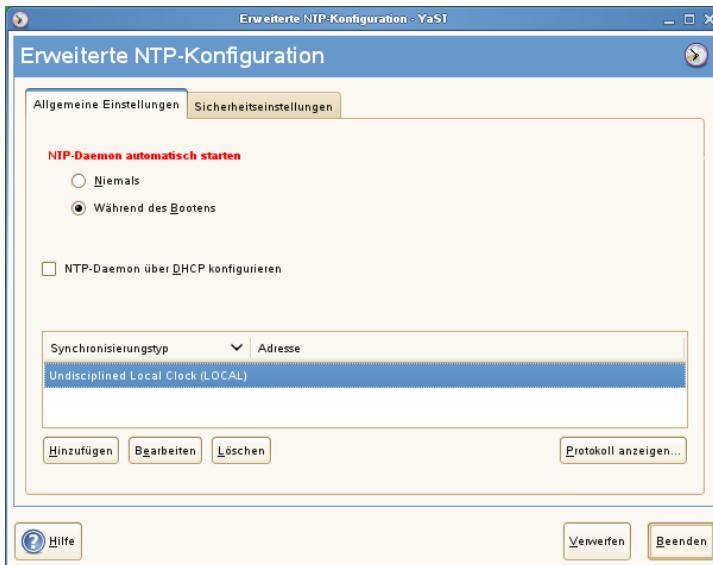 Erweiterte NTP-Konfiguration - YaST
Erweiterte NTP-Konfiguration
Allgemeine Einstellungen
Sicherheitseinstellungen
NTP-Daemon automatisch starten
Niemals
Während des Bootens
NTP-Daemon über DHCP konfigurieren
Synchronisierungstyp Adresse
Undisciplined Local Clock (LOCAL)
Hinzufügen Bearbeiten Löschen Protokoll anzeigen...
Hilfe Verwerfen Beenden